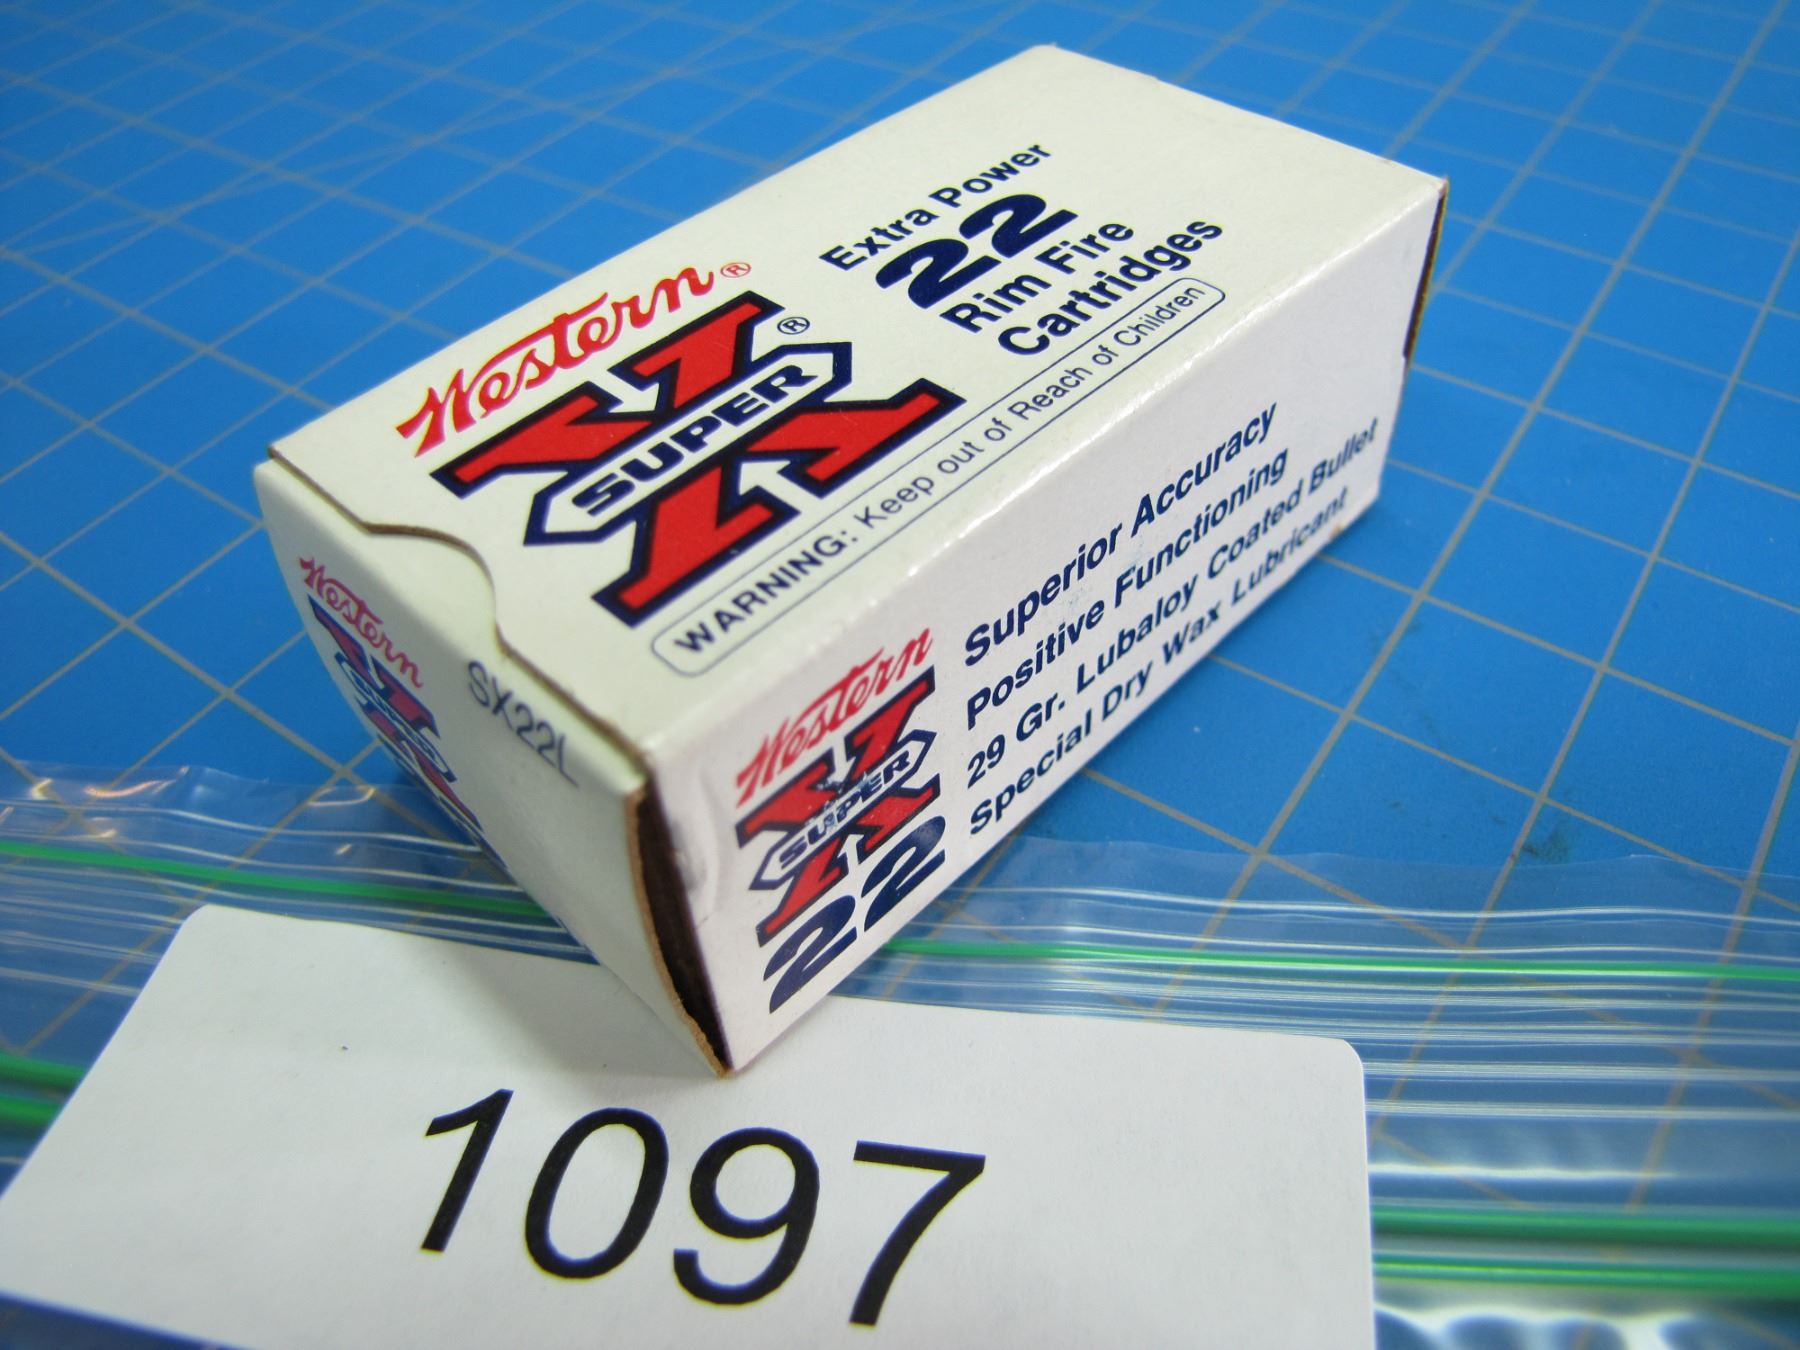 Western®
SUPER X®
Extra Power
22
Rim Fire
Cartridges
WARNING: Keep out of Reach of Children
Western
SUPER X
SX22L
Western
SUPER X
22
Superior Accuracy
Positive Functioning
29 Gr. Lubaloy Coated Bullet
Special Dry Wax Lubricant
1097